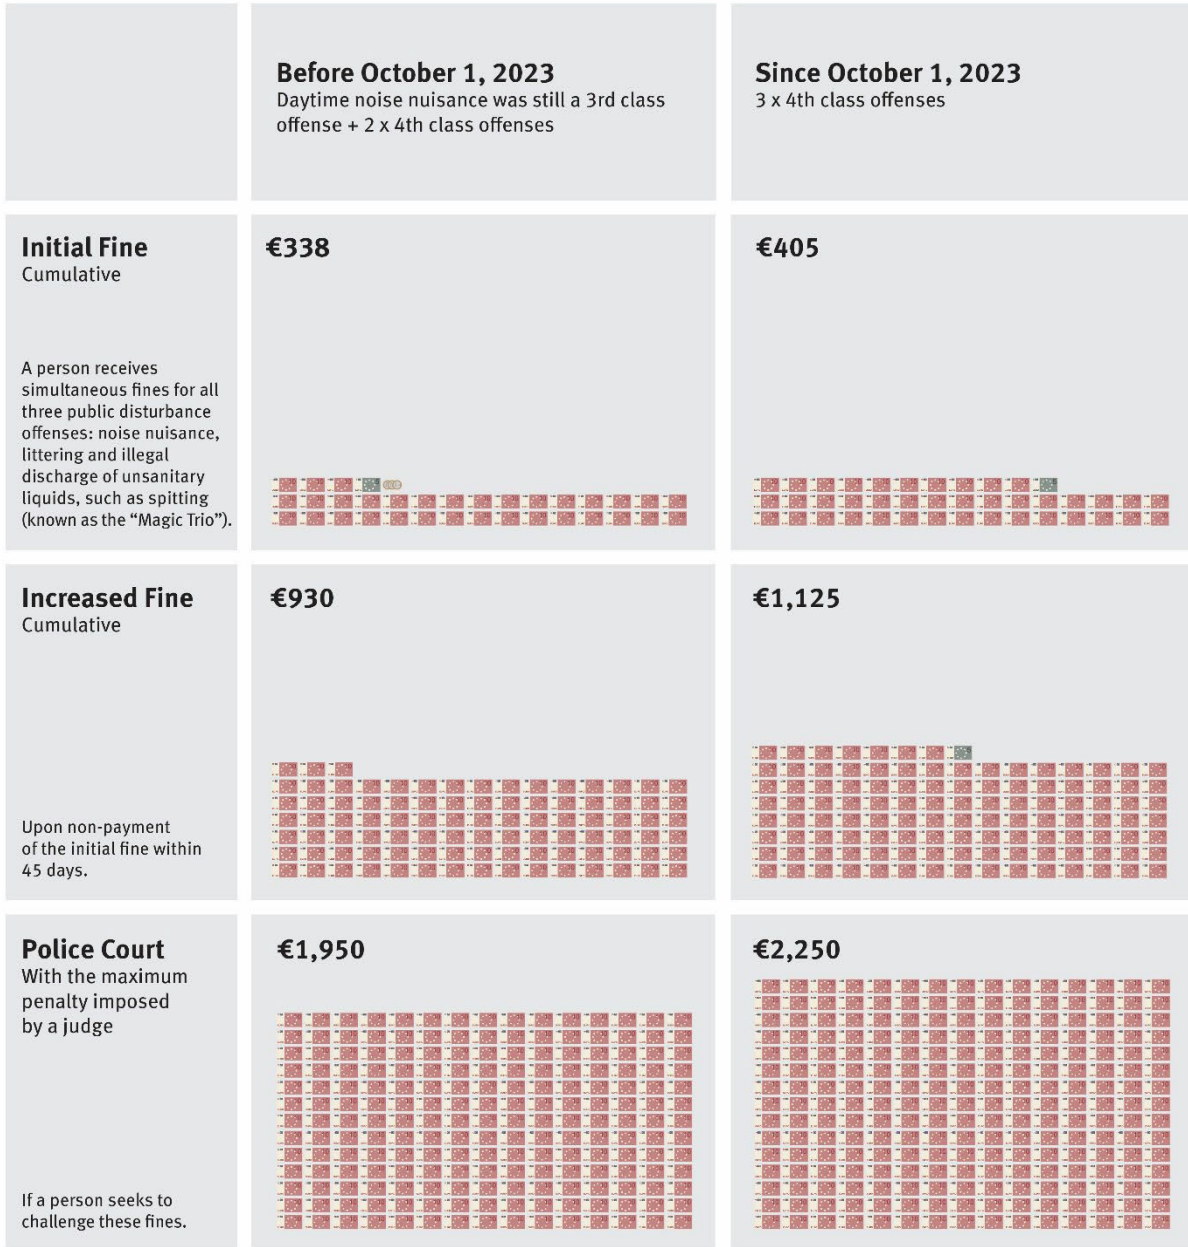 Before October 1, 2023
Daytime noise nuisance was still a 3rd class
offense + 2 x 4th class offenses
Since October 1, 2023
3 x 4th class offenses
Initial Fine
Cumulative
A person receives
simultaneous fines for all
three public disturbance
offenses: noise nuisance,
littering and illegal
discharge of unsanitary
liquids, such as spitting
(known as the “Magic Trio”).
€338
€405
Increased Fine
Cumulative
Upon non-payment
of the initial fine within
45 days.
€930
€1,125
Police Court
With the maximum
penalty imposed
by a judge
If a person seeks to
challenge these fines.
€1,950
€2,250